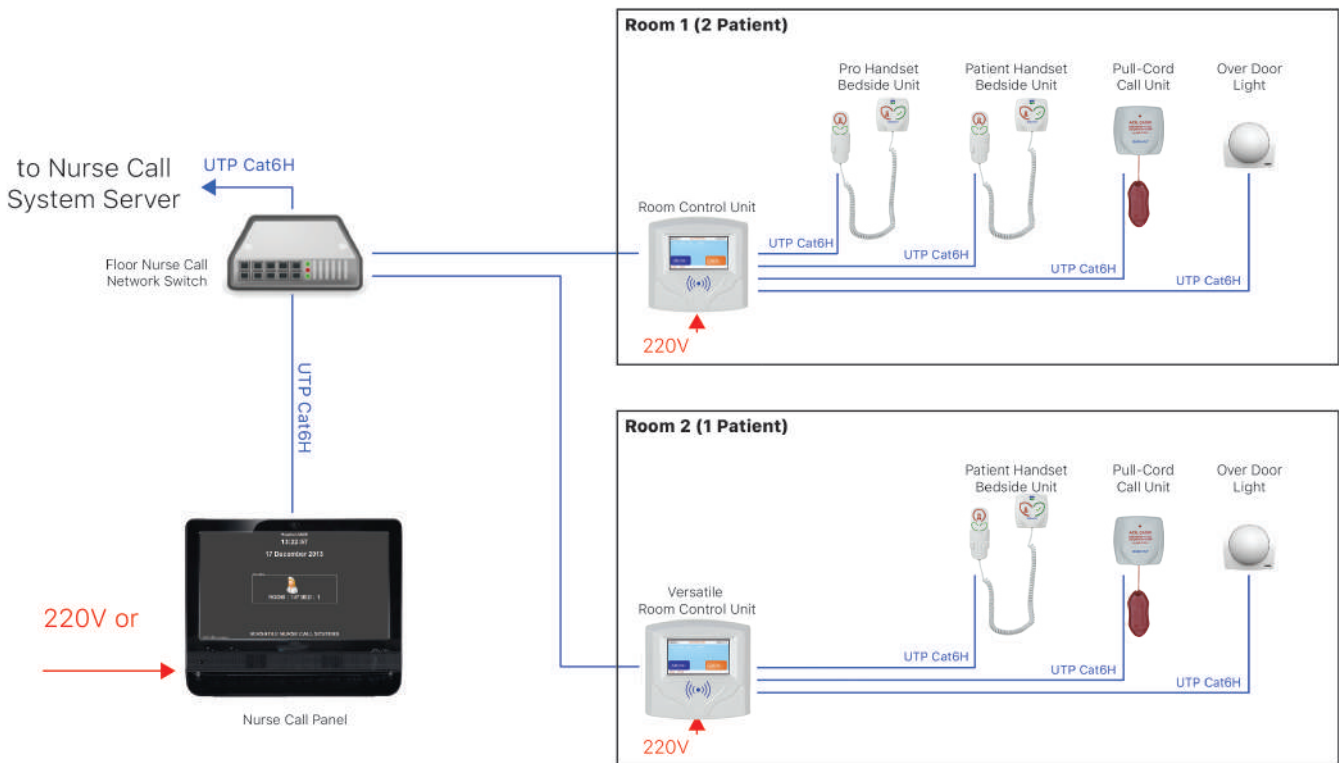 Room 1 (2 Patient)
Pro Handset
Bedside Unit
Patient Handset
Bedside Unit
Pull-Cord
Call Unit
Over Door
Light
to Nurse Call
System Server
UTP Cat6H
Room Control Unit
Floor Nurse Call
Network Switch
UTP Cat6H
UTP Cat6H
UTP Cat6H
UTP Cat6H
220V
UTP Cat6H
Room 2 (1 Patient)
Patient Handset
Bedside Unit
Pull-Cord
Call Unit
Over Door
Light
17 December 2013
220V or
Versatile
Room Control Unit
UTP Cat6H
UTP Cat6H
UTP Cat6H
Nurse Call Panel
220V